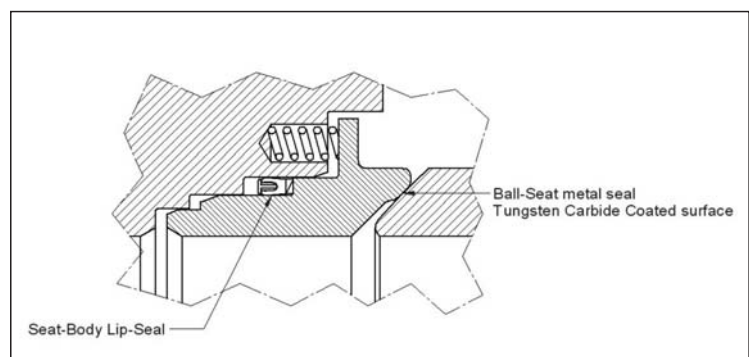 Ball-Seat metal seal
Tungsten Carbide Coated surface
Seat-Body Lip-Seal